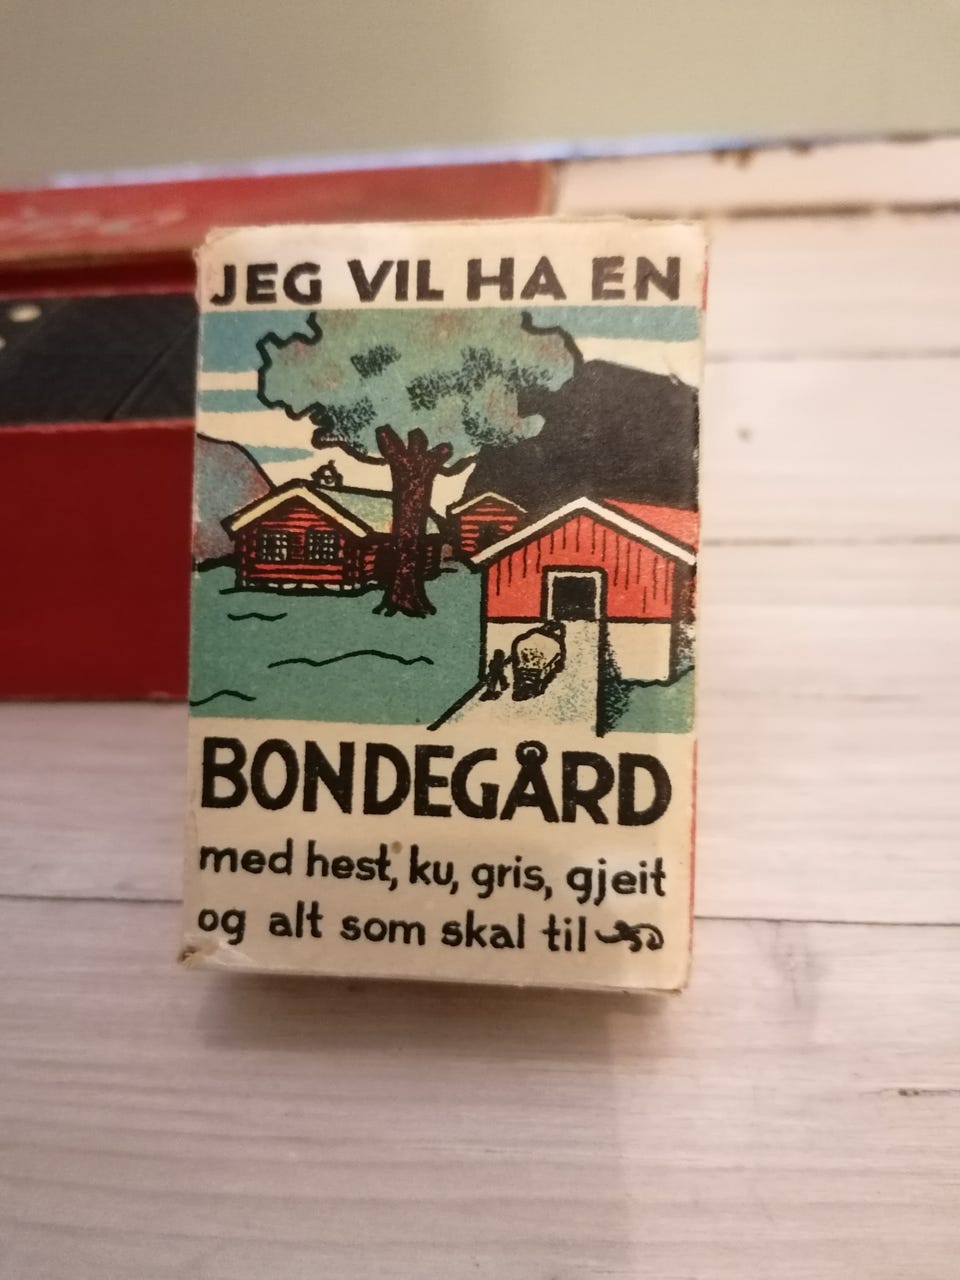 JEG VIL HA EN
BONDEGÅRD
med hest, ku, gris, gjeit
og alt som skal til